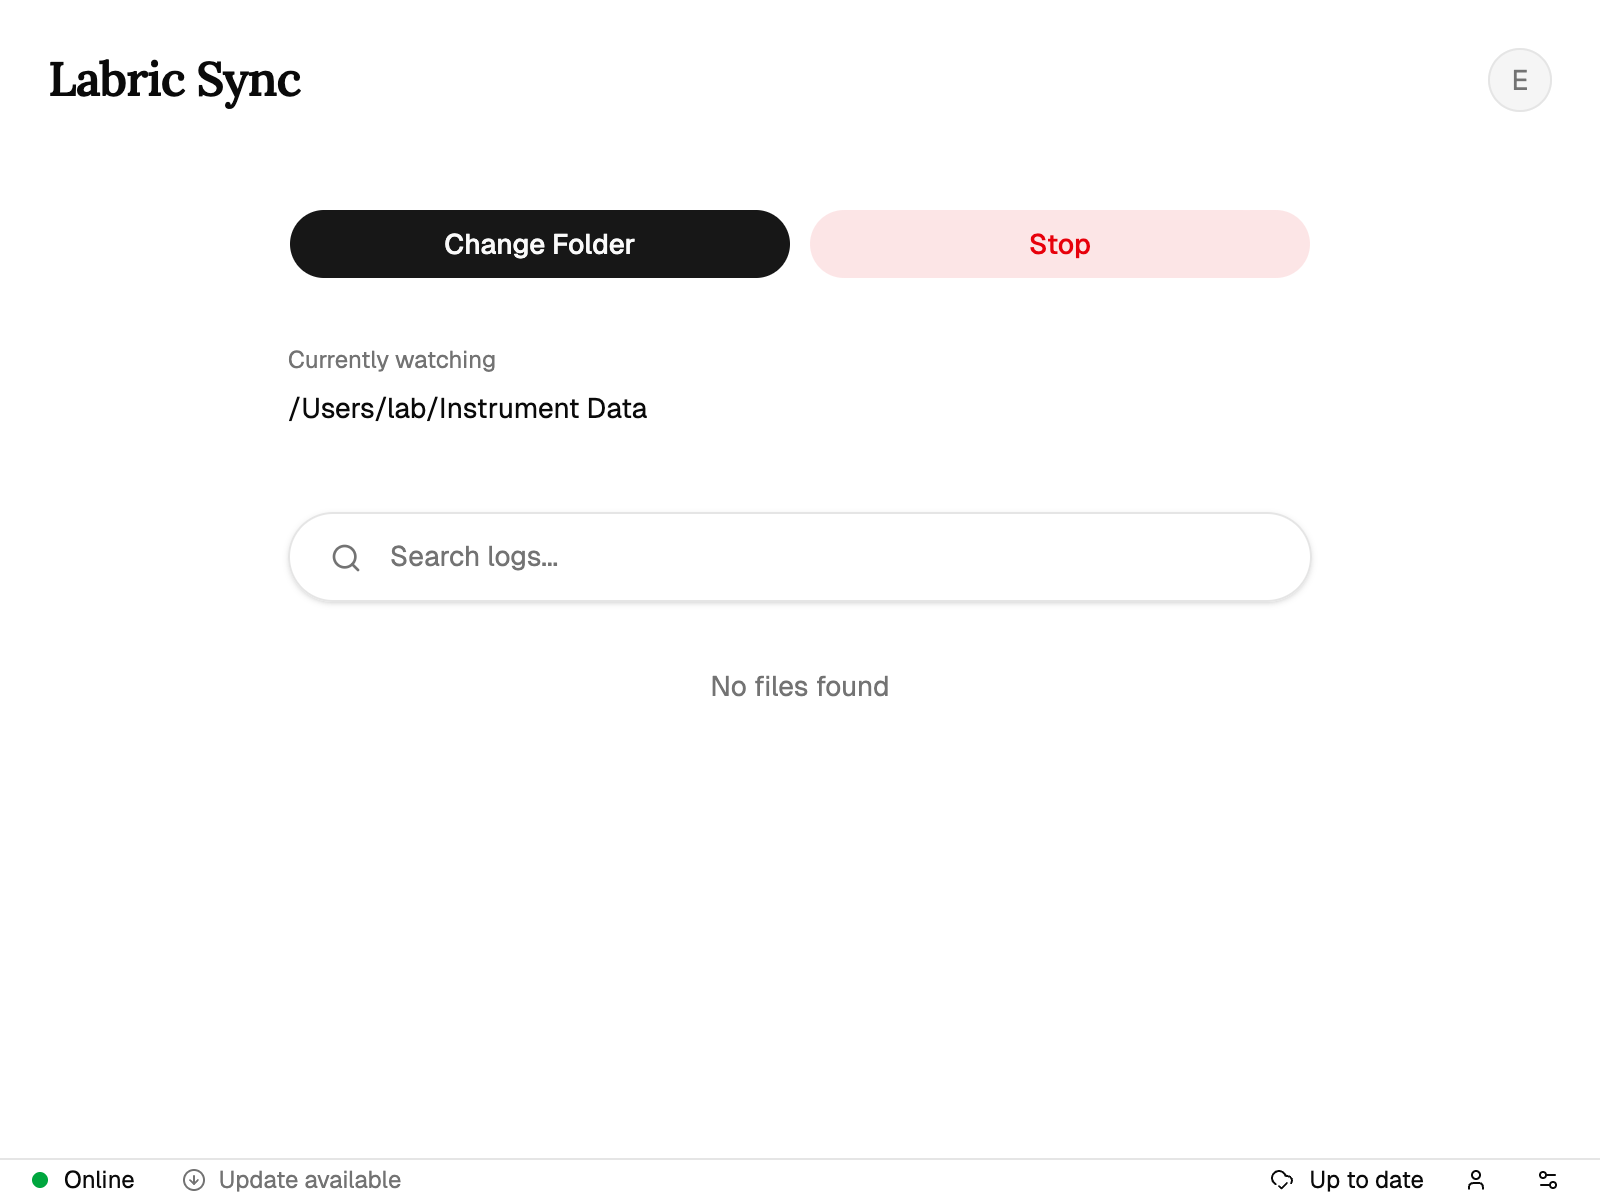 Labric Sync
E
Change Folder
Stop
Currently watching
/Users/lab/Instrument Data
Search logs...
No files found
Online
Update available
Up to date